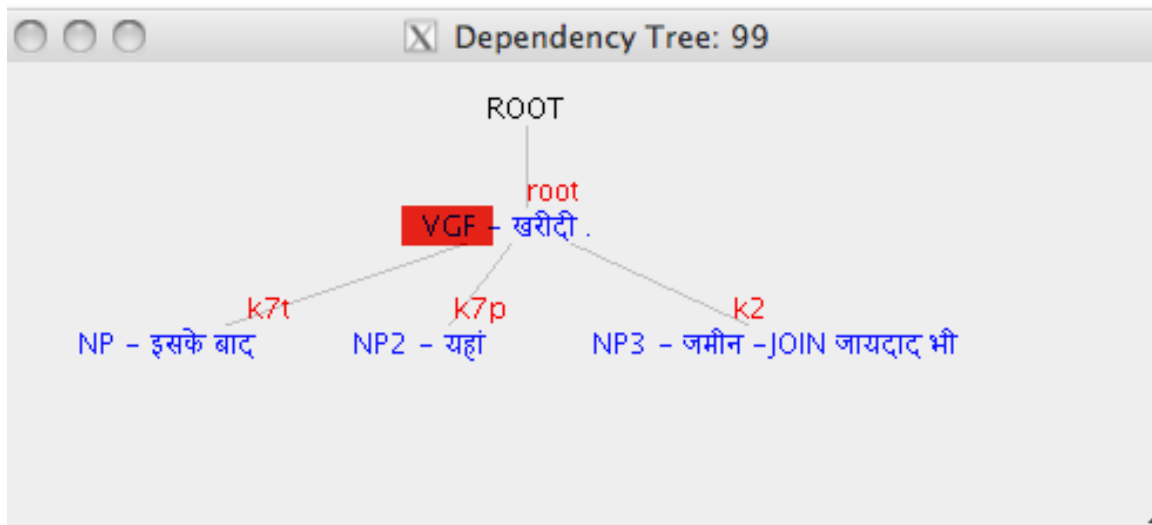 X Dependency Tree: 99
ROOT
root
VGF - खरीदी .
k7t k7p k2
NP - इसके बाद NP2 - यहां NP3 - जमीन -JOIN जायदाद भी